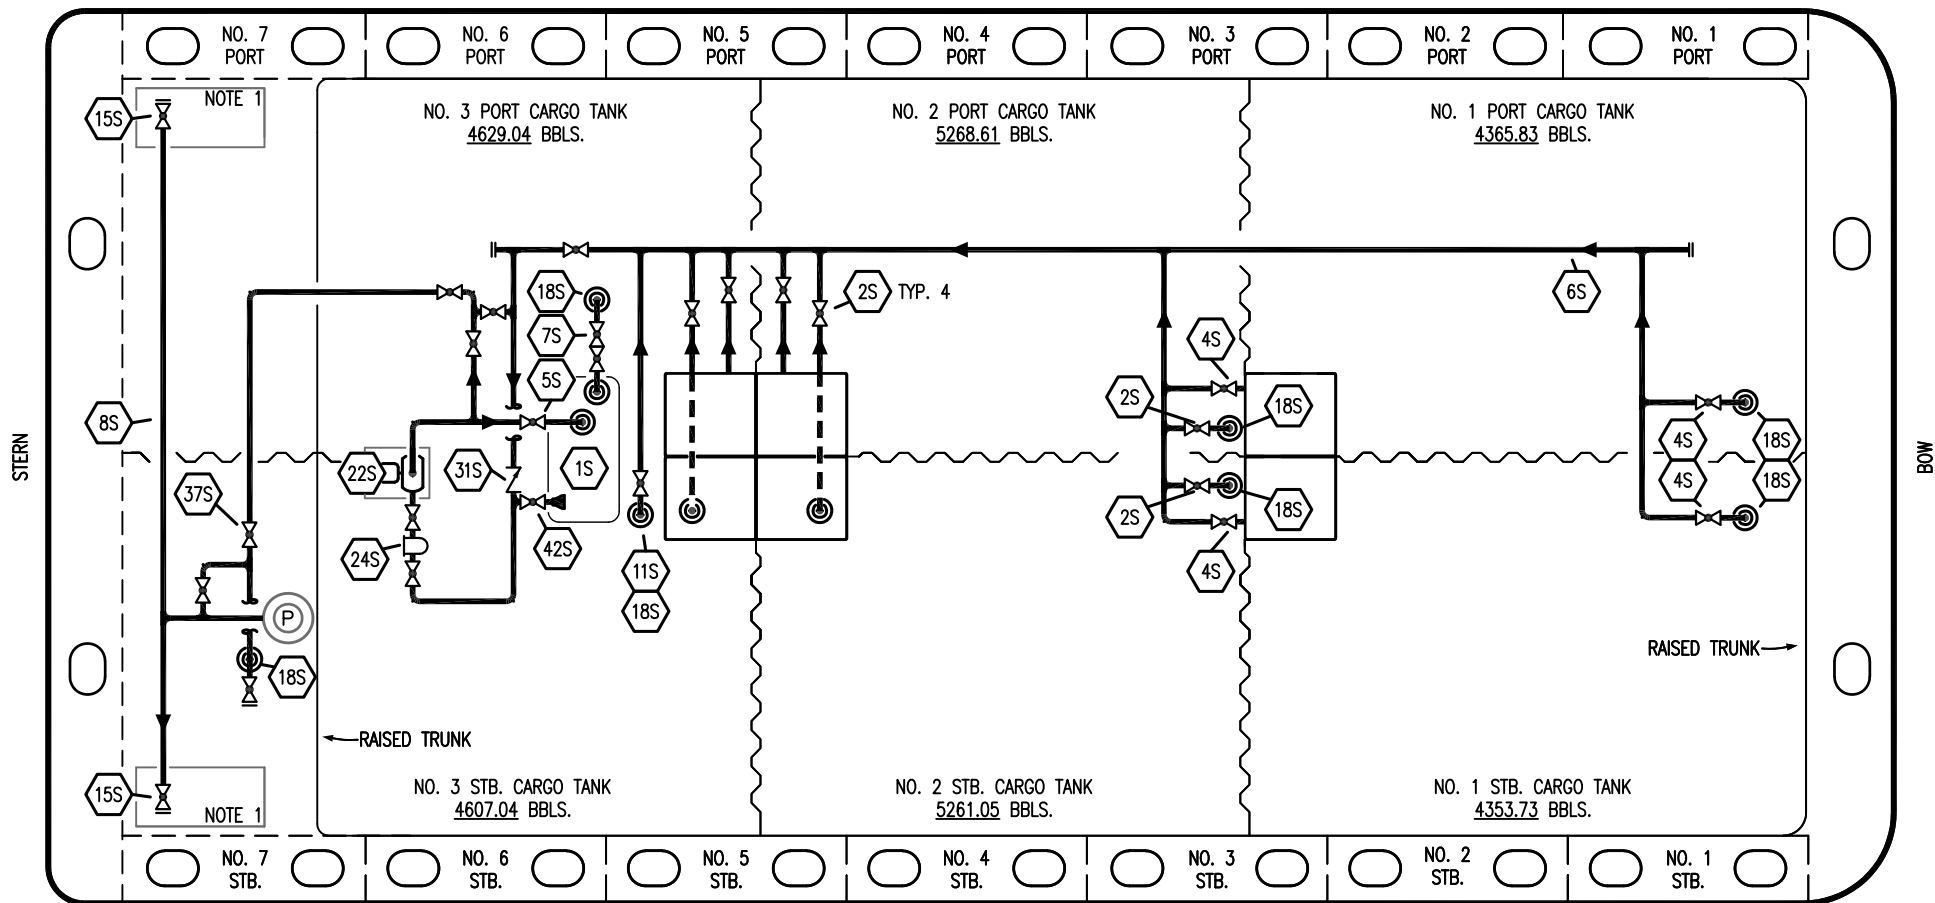 NO. 7
PORT
NO. 6
PORT
NO. 5
PORT
NO. 4
PORT
NO. 3
PORT
NO. 2
PORT
NO. 1
PORT
NOTE 1
15S
NO. 3 PORT CARGO TANK
4629.04 BBLS.
NO. 2 PORT CARGO TANK
5268.61 BBLS.
NO. 1 PORT CARGO TANK
4365.83 BBLS.
18S
2S TYP. 4
6S
7S
4S
5S
2S
18S
8S
4S
18S
STERN
BOW
22S
31S
1S
4S
18S
37S
2S
18S
24S
42S
11S
4S
18S
P
18S
RAISED TRUNK
RAISED TRUNK
15S
NOTE 1
NO. 3 STB. CARGO TANK
4607.04 BBLS.
NO. 2 STB. CARGO TANK
5261.05 BBLS.
NO. 1 STB. CARGO TANK
4353.73 BBLS.
NO. 7
STB.
NO. 6
STB.
NO. 5
STB.
NO. 4
STB.
NO. 3
STB.
NO. 2
STB.
NO. 1
STB.